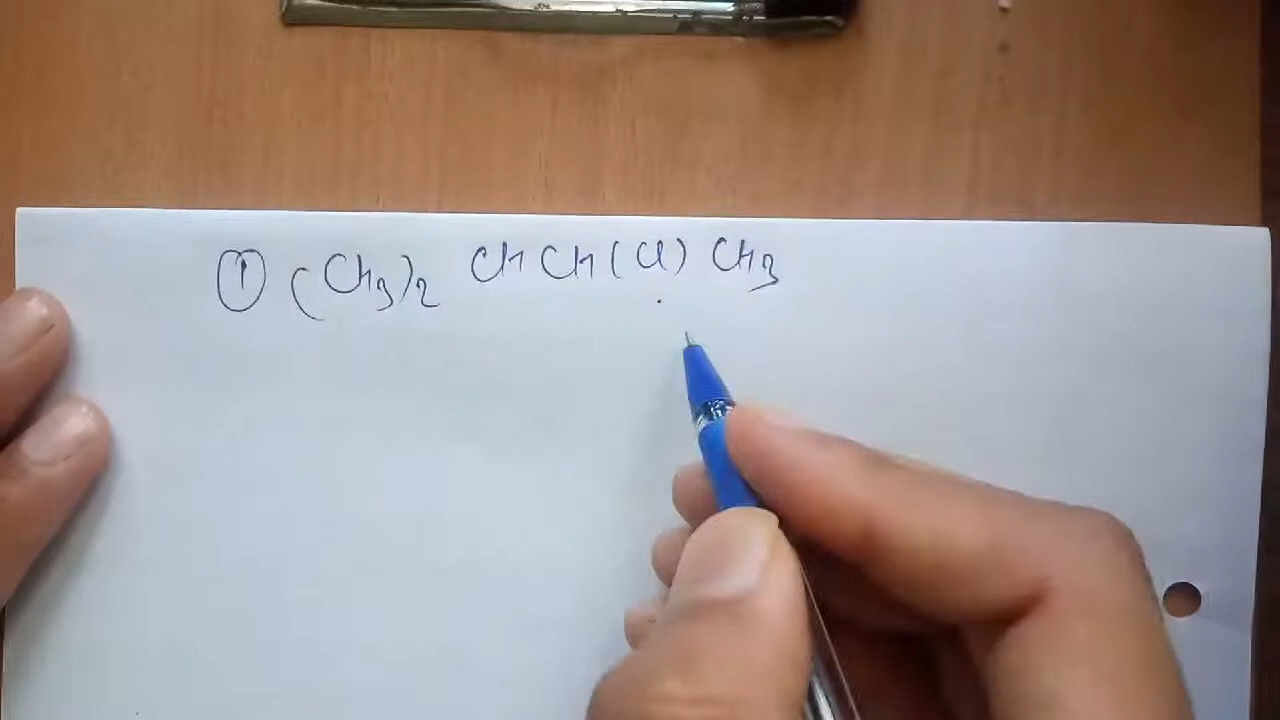 ① (CH3)2 CH CH (Cl) CH3